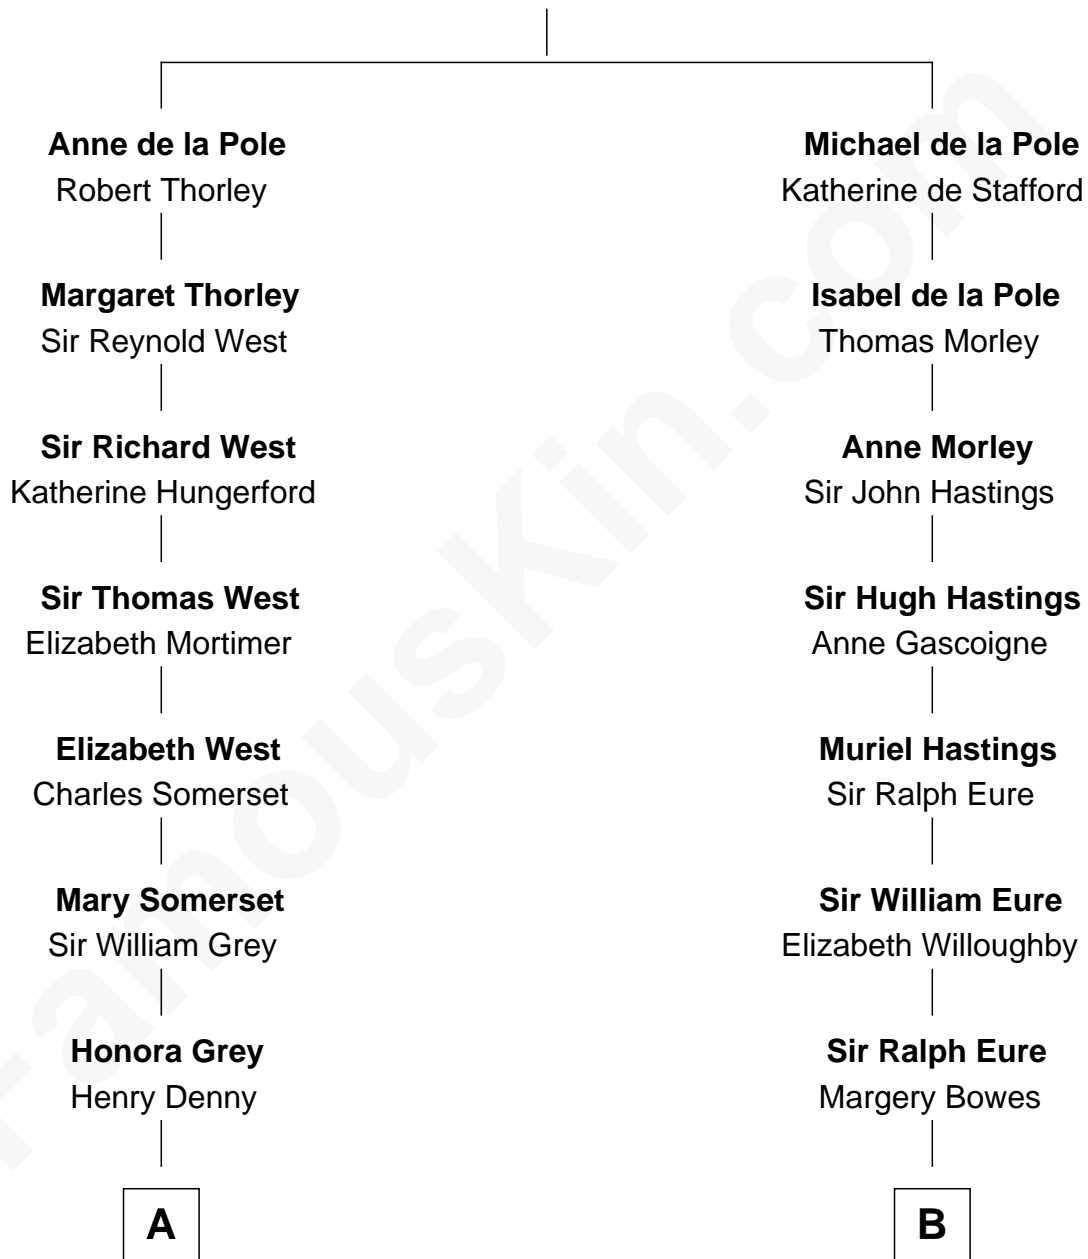 Anne de la Pole
Robert Thorley
Margaret Thorley
Sir Reynold West
Sir Richard West
Katherine Hungerford
Sir Thomas West
Elizabeth Mortimer
Elizabeth West
Charles Somerset
Mary Somerset
Sir William Grey
Honora Grey
Henry Denny
A
Michael de la Pole
Katherine de Stafford
Isabel de la Pole
Thomas Morley
Anne Morley
Sir John Hastings
Sir Hugh Hastings
Anne Gascoigne
Muriel Hastings
Sir Ralph Eure
Sir William Eure
Elizabeth Willoughby
Sir Ralph Eure
Margery Bowes
B
FamousKin.com